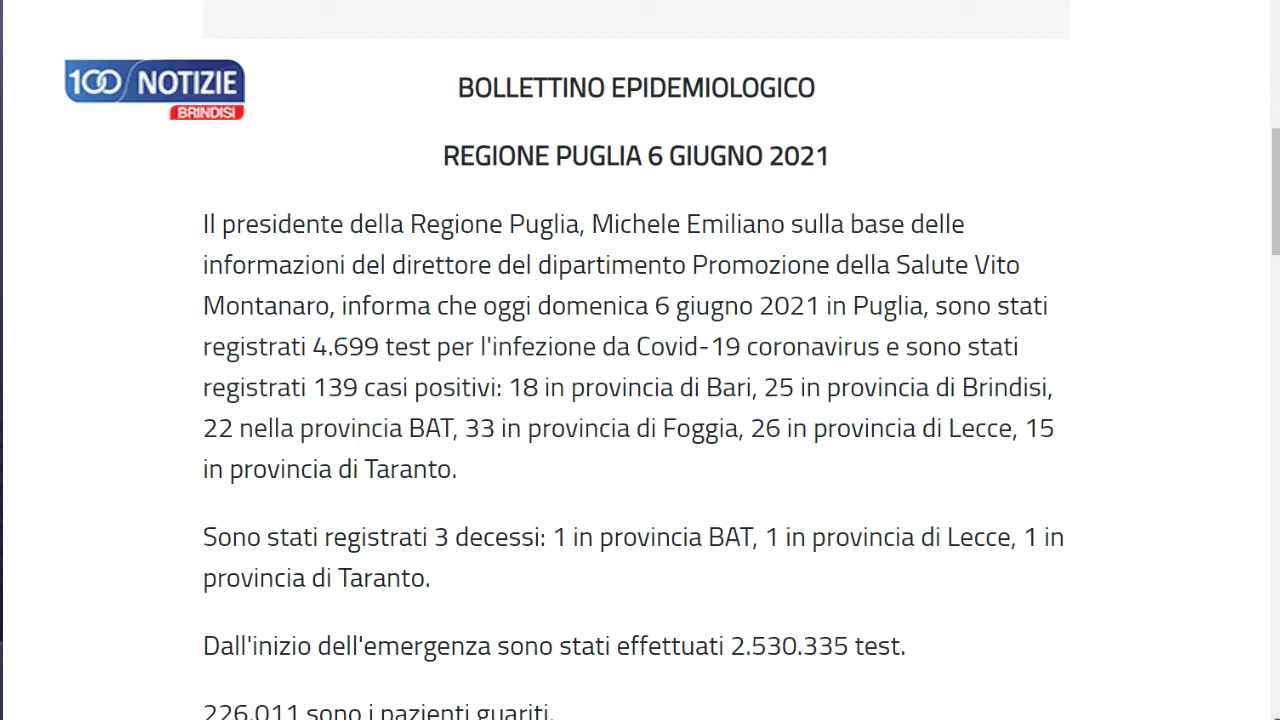 100 NOTIZIE
BRINDISI
BOLLETTINO EPIDEMIOLOGICO
REGIONE PUGLIA 6 GIUGNO 2021
Il presidente della Regione Puglia, Michele Emiliano sulla base delle
informazioni del direttore del dipartimento Promozione della Salute Vito
Montanaro, informa che oggi domenica 6 giugno 2021 in Puglia, sono stati
registrati 4.699 test per l'infezione da Covid-19 coronavirus e sono stati
registrati 139 casi positivi: 18 in provincia di Bari, 25 in provincia di Brindisi,
22 nella provincia BAT, 33 in provincia di Foggia, 26 in provincia di Lecce, 15
in provincia di Taranto.
Sono stati registrati 3 decessi: 1 in provincia BAT, 1 in provincia di Lecce, 1 in
provincia di Taranto.
Dall'inizio dell'emergenza sono stati effettuati 2.530.335 test.
226.011 sono i pazienti guariti.